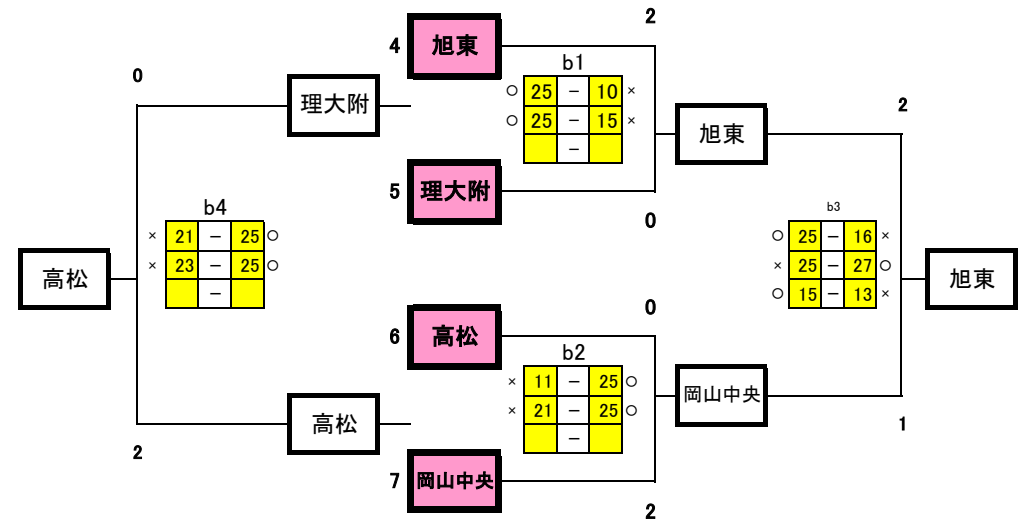 2
4 旭東
b1
0
理大附
○ 25 － 10 ×
○ 25 － 15 ×
－
2
旭東
5 理大附
0
b4
× 21 － 25 ○
× 23 － 25 ○
－
b3
○ 25 － 16 ×
× 25 － 27 ○
○ 15 － 13 ×
高松
旭東
0
6 高松
b2
× 11 － 25 ○
× 21 － 25 ○
－
岡山中央
高松
1
2
7 岡山中央
2